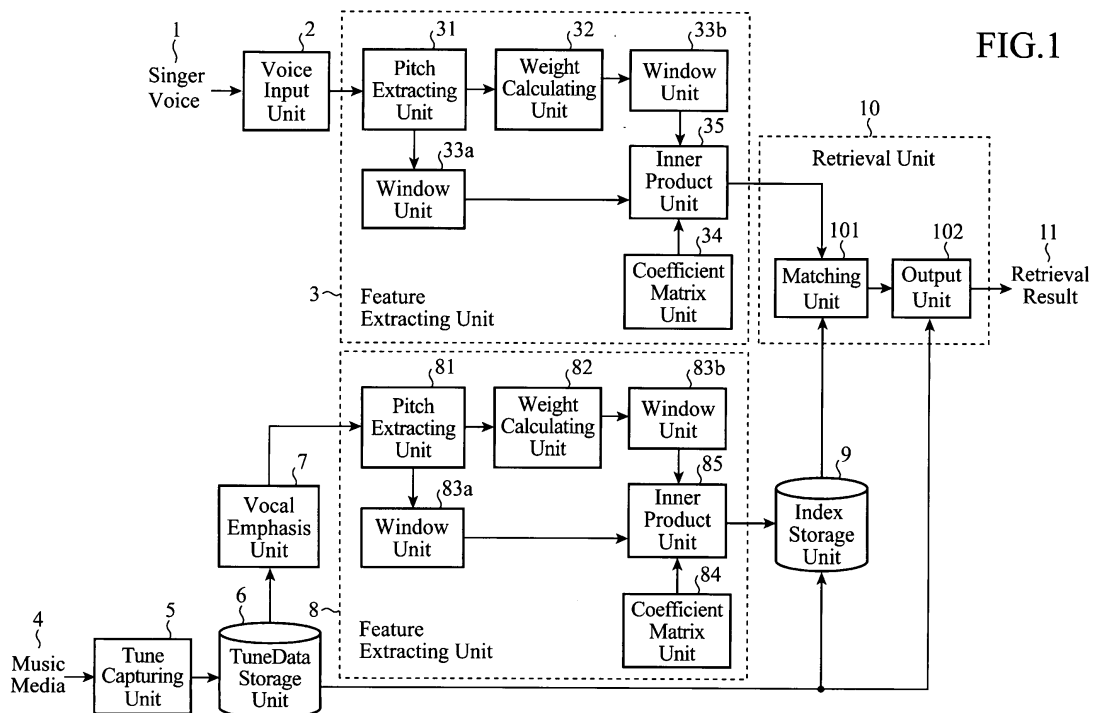 FIG.1
1
Singer
Voice
2
Voice
Input
Unit
31
Pitch
Extracting
Unit
32
Weight
Calculating
Unit
33b
Window
Unit
33a
Window
Unit
35
Inner
Product
Unit
34
Coefficient
Matrix
Unit
3
Feature
Extracting Unit
10
Retrieval Unit
101
Matching
Unit
102
Output
Unit
11
Retrieval
Result
81
Pitch
Extracting
Unit
82
Weight
Calculating
Unit
83b
Window
Unit
7
Vocal
Emphasis
Unit
83a
Window
Unit
85
Inner
Product
Unit
84
Coefficient
Matrix
Unit
9
Index
Storage
Unit
8
Feature
Extracting Unit
4
Music
Media
5
Tune
Capturing
Unit
6
TuneData
Storage
Unit